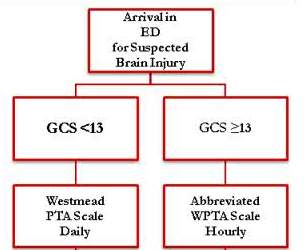 Arrival in
ED
for Suspected
Brain Injury
GCS <13
GCS ≥13
Westmead
PTA Scale
Daily
Abbreviated
WPTA Scale
Hourly